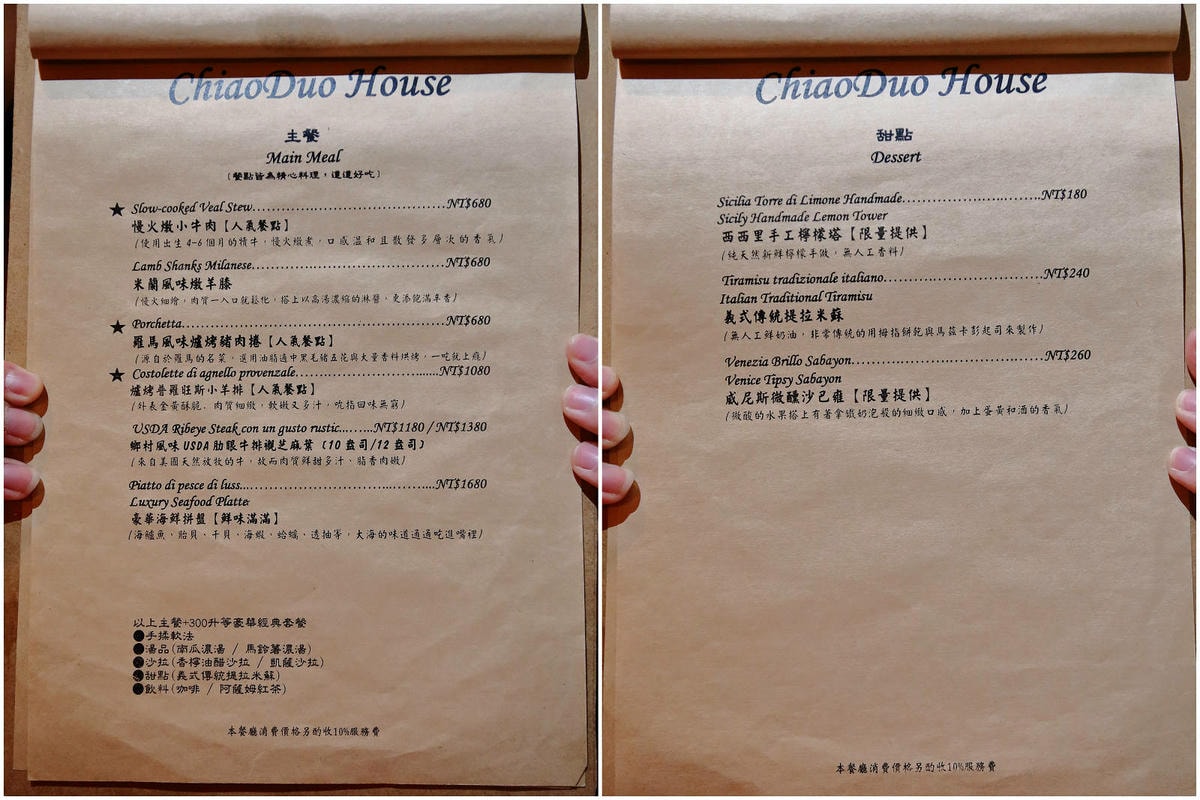 ChiaoDuo House
主餐
Main Meal
(餐點皆為精心料理，道道好吃)
★ Slow-cooked Veal Stew.......................................NT$680
慢火燉小牛肉【人氣餐點】
(使用出生4-6個月的犢牛，慢火燉煮，口感溫和且散發多層次的香氣)
Lamb Shanks Milanese.......................................NT$680
米蘭風味燉羊膝
(慢火細燴，肉質一入口就鬆化，搭上以高湯濃縮的淋醬，更添飽滿羊香)
★ Porchetta.....................................................NT$680
羅馬風味爐烤豬肉捲【人氣餐點】
(源自於羅馬的名菜，選用油脂適中黑毛豬五花與大量香料烘烤，一吃就上癮)
★ Costolette di agnello provenzale..............................NT$1080
爐烤普羅旺斯小羊排【人氣餐點】
(外表金黃酥脆、肉質細緻，軟嫩又多汁，吮指回味無窮)
USDA Ribeye Steak con un gusto rustic.........NT$1180 / NT$1380
鄉村風味USDA肋眼牛排襯芝麻葉 (10盎司/12盎司)
(來自美國天然放牧的牛，故而肉質鮮甜多汁、脂香肉嫩)
Piatto di pesce di luss.....................................NT$1680
Luxury Seafood Platte
豪華海鮮拼盤【鮮味滿滿】
(海鱸魚、胎貝、干貝、海蝦、蛤蠣、透抽等，大海的味道通通吃進嘴裡)
以上主餐+300升等豪華經典套餐
●手揉軟法
●湯品(南瓜濃湯 / 馬鈴薯濃湯)
●沙拉(香檸油醋沙拉 / 凱薩沙拉)
●甜點(義式傳統提拉米蘇)
●飲料(咖啡 / 阿薩姆紅茶)
本餐廳消費價格另酌收10%服務費
ChiaoDuo House
甜點
Dessert
Sicilia Torre di Limone Handmade............................NT$180
Sicily Handmade Lemon Tower
西西里手工檸檬塔【限量提供】
(純天然新鮮檸檬手做，無人工香料)
Tiramisu tradizionale italiano................................NT$240
Italian Traditional Tiramisu
義式傳統提拉米蘇
(無人工鮮奶油，非常傳統的用拇指餅乾與馬茲卡彭起司來製作)
Venezia Brillo Sabayon.......................................NT$260
Venice Tipsy Sabayon
威尼斯微醺沙巴雍【限量提供】
(微酸的水果搭上有著拿鐵奶泡般的細緻口感，加上蛋黃和酒的香氣)
本餐廳消費價格另酌收10%服務費